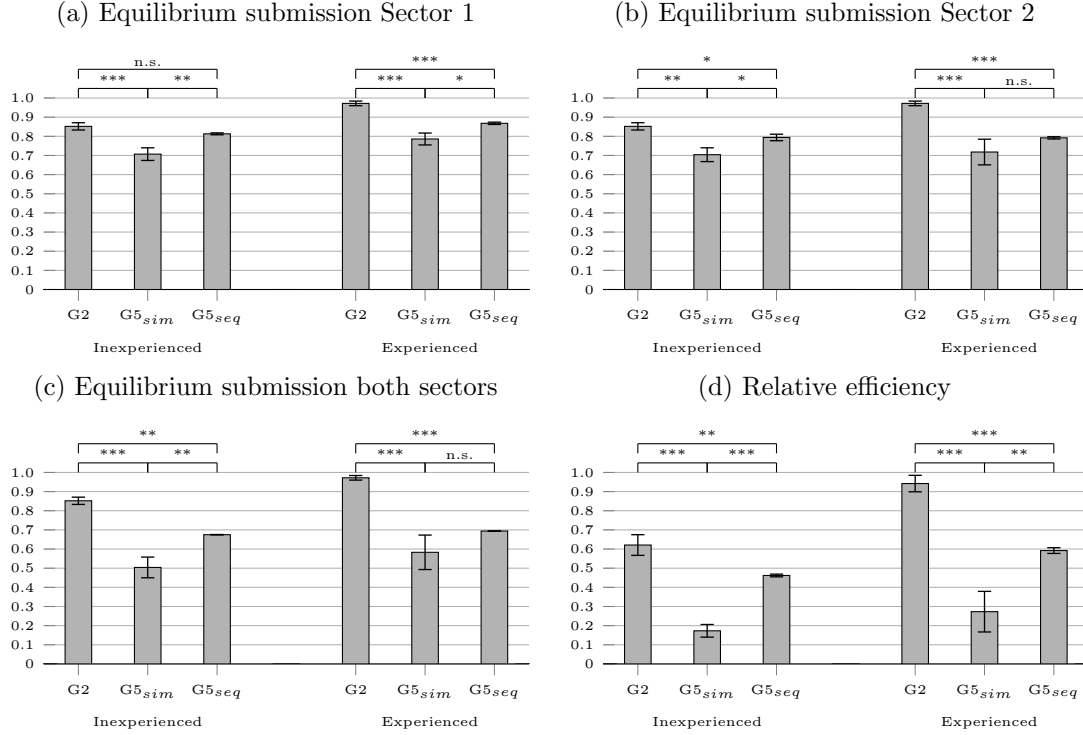 (a) Equilibrium submission Sector 1
n.s.
***
***
**
***
*
1.0
0.9
0.8
0.7
0.6
0.5
0.4
0.3
0.2
0.1
0
G2
G5sim
G5seq
G2
G5sim
G5seq
Inexperienced
Experienced
(b) Equilibrium submission Sector 2
*
***
**
*
***
n.s.
1.0
0.9
0.8
0.7
0.6
0.5
0.4
0.3
0.2
0.1
0
G2
G5sim
G5seq
G2
G5sim
G5seq
Inexperienced
Experienced
(c) Equilibrium submission both sectors
**
***
***
**
***
n.s.
1.0
0.9
0.8
0.7
0.6
0.5
0.4
0.3
0.2
0.1
0
G2
G5sim
G5seq
G2
G5sim
G5seq
Inexperienced
Experienced
(d) Relative efficiency
**
***
***
***
***
**
1.0
0.9
0.8
0.7
0.6
0.5
0.4
0.3
0.2
0.1
0
G2
G5sim
G5seq
G2
G5sim
G5seq
Inexperienced
Experienced